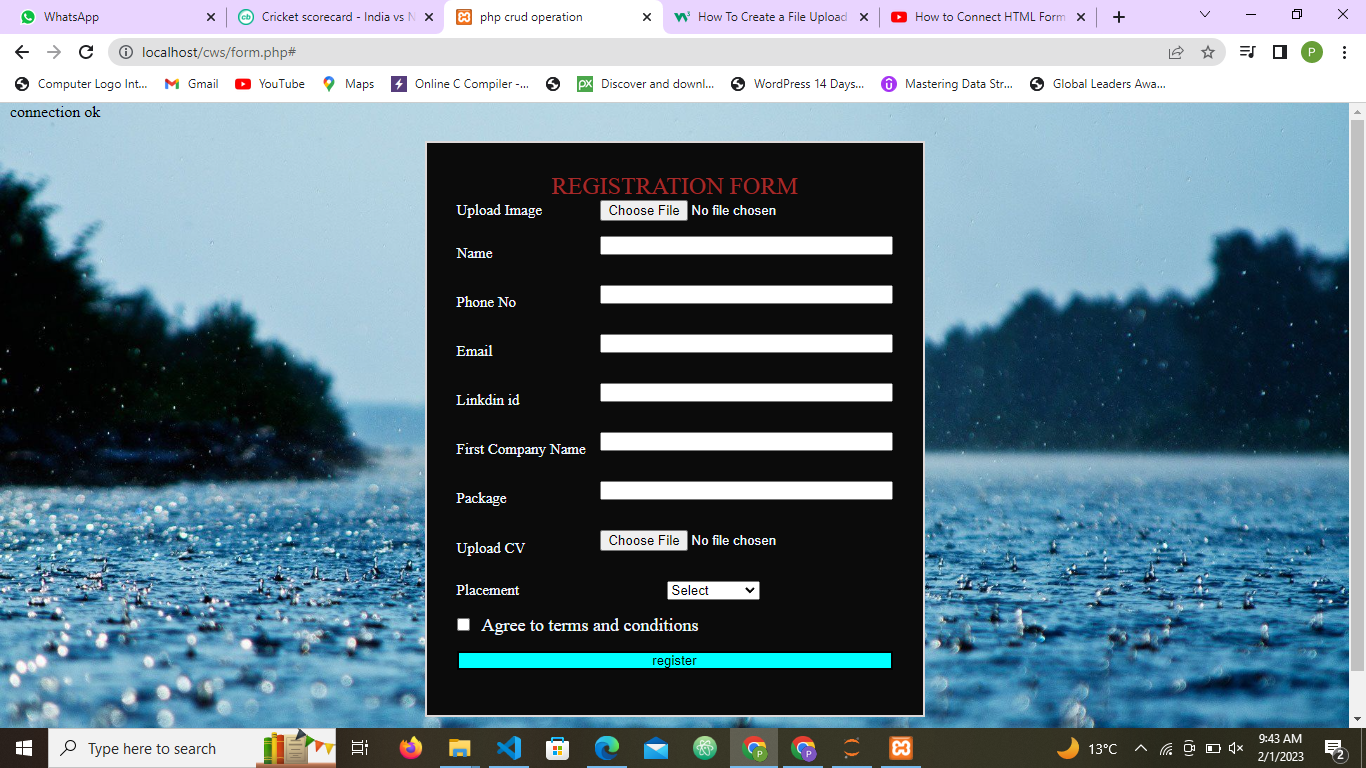 WhatsApp
Cricket scorecard - India vs N
php crud operation
How To Create a File Upload
How to Connect HTML Form
localhost/cws/form.php#
P
Computer Logo Int...
Gmail
YouTube
Maps
Online C Compiler -...
Discover and downl...
WordPress 14 Days...
Mastering Data Str...
Global Leaders Awa...
connection ok
REGISTRATION FORM
Upload Image Choose File No file chosen
Name
Phone No
Email
Linkdin id
First Company Name
Package
Upload CV Choose File No file chosen
Placement Select
Agree to terms and conditions
register
Type here to search
13°C
9:43 AM
2/1/2023
2